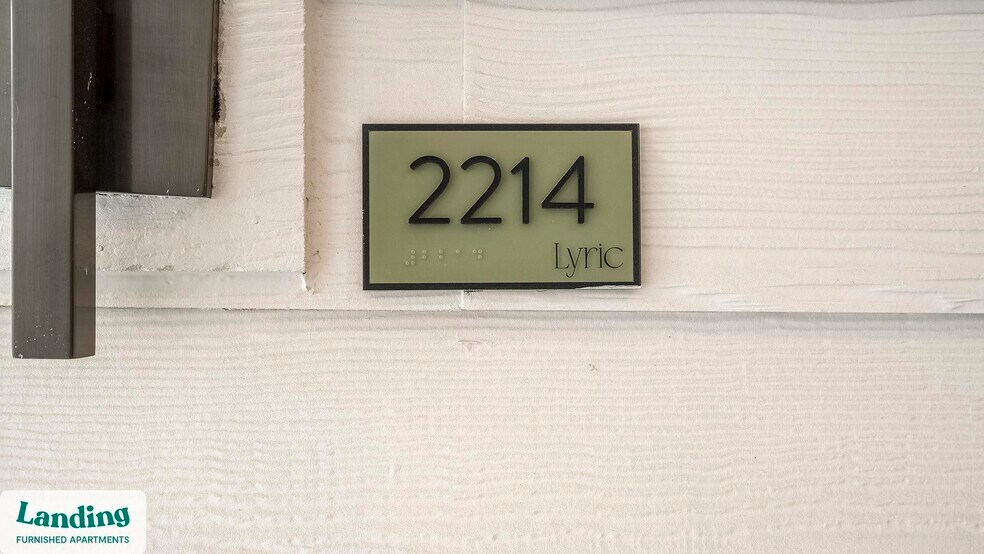 2214
Lyric
Landing
FURNISHED APARTMENTS